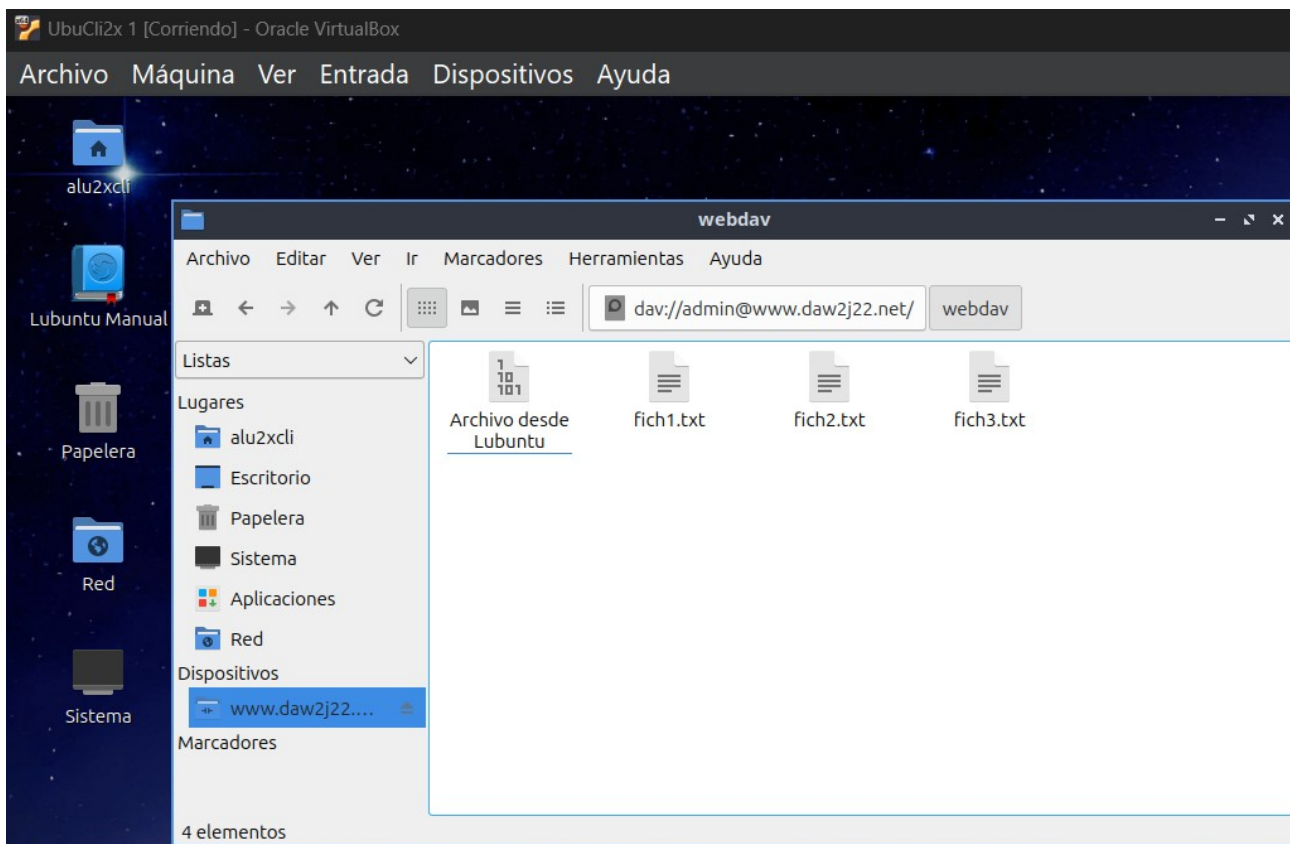 UbuCli2x 1 [Corriendo] - Oracle VirtualBox
Archivo Máquina Ver Entrada Dispositivos Ayuda
alu2xcli
Lubuntu Manual
Papelera
Red
Sistema
webdav
Archivo Editar Ver Ir Marcadores Herramientas Ayuda
dav://admin@www.daw2j22.net/ webdav
Listas
Lugares
alu2xcli
Escritorio
Papelera
Sistema
Aplicaciones
Red
Dispositivos
www.daw2j22....
Marcadores
Archivo desde
Lubuntu
fich1.txt
fich2.txt
fich3.txt
4 elementos